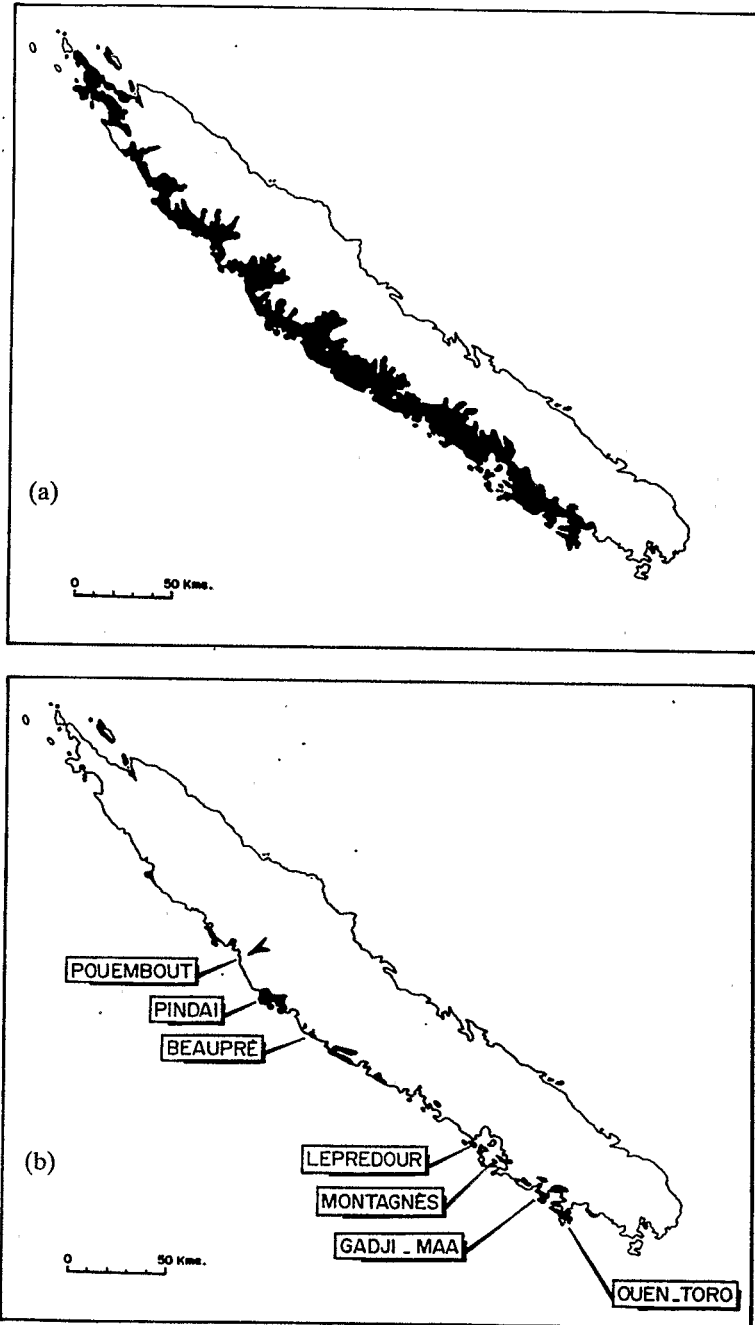 (a)
0 50 Kms.
POUEMBOUT
PINDAI
BEAUPRÉ
(b)
LEPREDOUR
MONTAGNÈS
GADJI_MAA
OUEN_TORO
0 50 Kms.